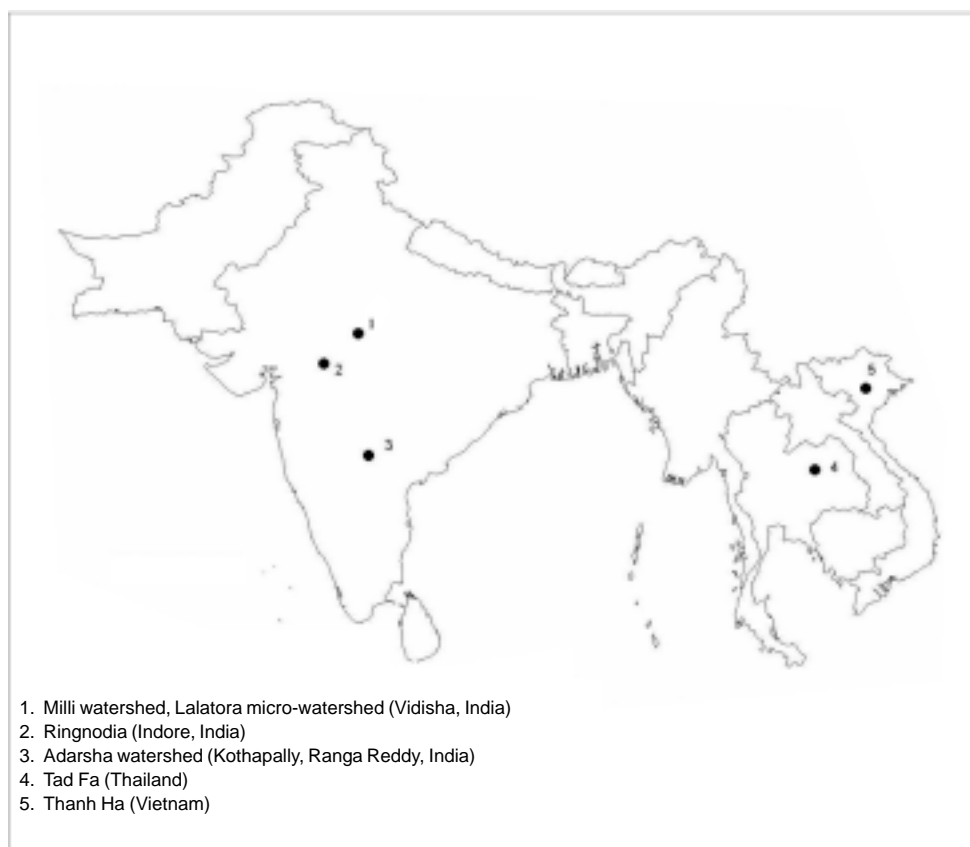 1
2
3
5
4
1. Milli watershed, Lalatora micro-watershed (Vidisha, India)
2. Ringnodia (Indore, India)
3. Adarsha watershed (Kothapally, Ranga Reddy, India)
4. Tad Fa (Thailand)
5. Thanh Ha (Vietnam)